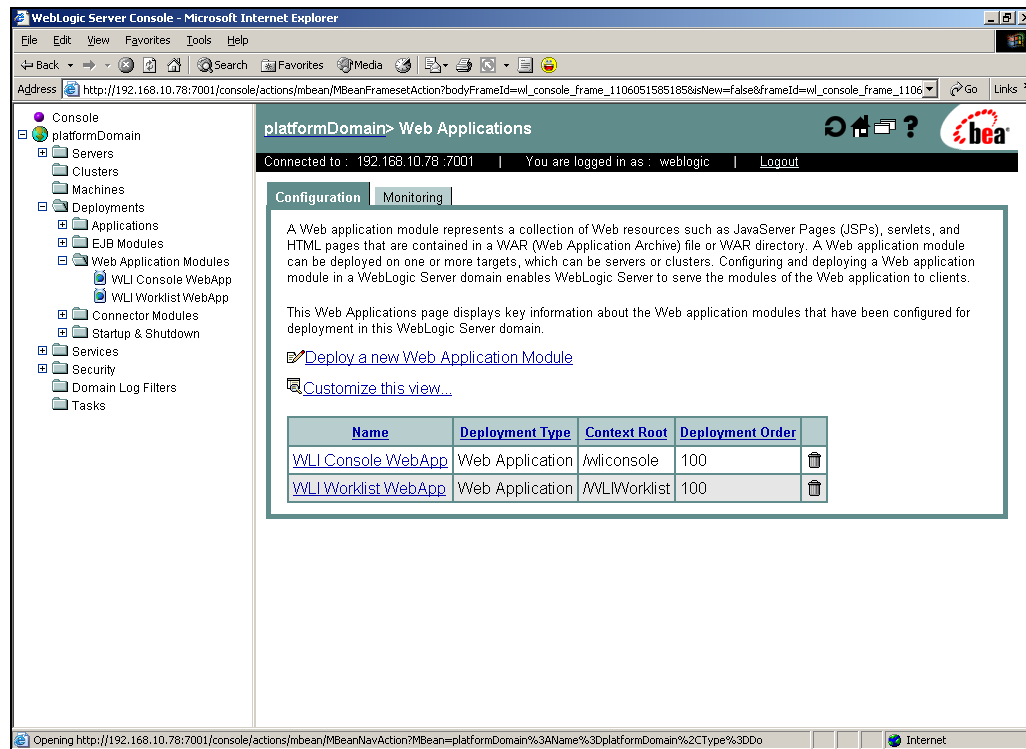 WebLogic Server Console - Microsoft Internet Explorer
File Edit View Favorites Tools Help
Back Search Favorites Media
Address http://192.168.10.78:7001/console/actions/mbean/MBeanFramesetAction?bodyFrameId=wl_console_frame_1106051585185&isNew=false&frameId=wl_console_frame_1106 Go Links
Console
platformDomain
Servers
Clusters
Machines
Deployments
Applications
EJB Modules
Web Application Modules
WLI Console WebApp
WLI Worklist WebApp
Connector Modules
Startup & Shutdown
Services
Security
Domain Log Filters
Tasks
platformDomain> Web Applications
bea
Connected to : 192.168.10.78 :7001 | You are logged in as : weblogic | Logout
Configuration Monitoring
A Web application module represents a collection of Web resources such as JavaServer Pages (JSPs), servlets, and
HTML pages that are contained in a WAR (Web Application Archive) file or WAR directory. A Web application module
can be deployed on one or more targets, which can be servers or clusters. Configuring and deploying a Web application
module in a WebLogic Server domain enables WebLogic Server to serve the modules of the Web application to clients.
This Web Applications page displays key information about the Web application modules that have been configured for
deployment in this WebLogic Server domain.
Deploy a new Web Application Module
Customize this view...
Name Deployment Type Context Root Deployment Order
WLI Console WebApp Web Application /wliconsole 100
WLI Worklist WebApp Web Application /WLIWorklist 100
Opening http://192.168.10.78:7001/console/actions/mbean/MBeanNavAction?MBean=platformDomain%3AName%3DplatformDomain%2CType%3DDo Internet